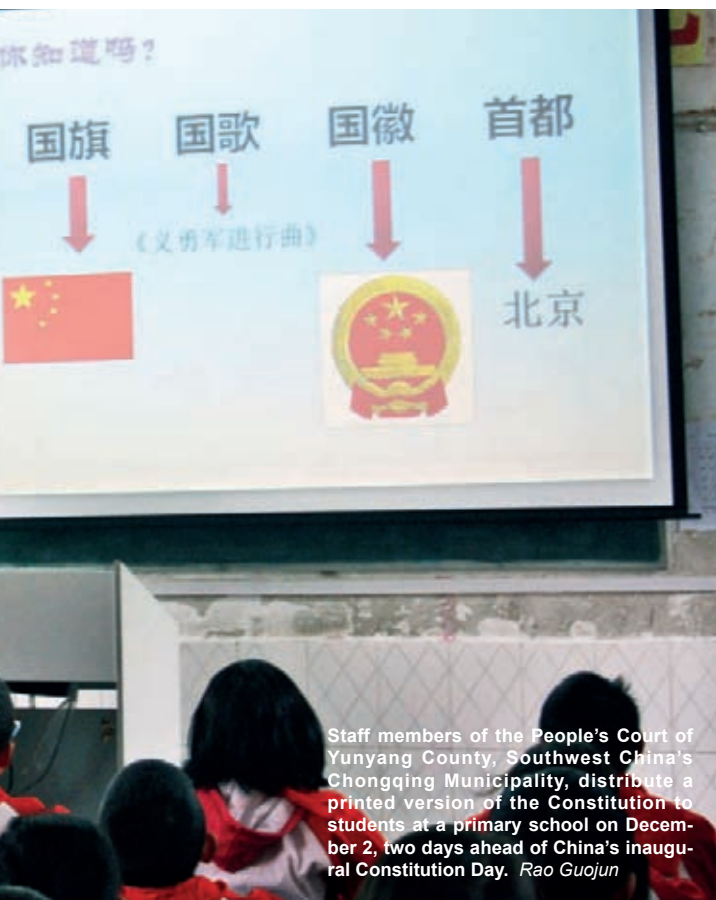 你知道吗?
国旗 国歌 国徽 首都
《义勇军进行曲》
北京
Staff members of the People's Court of
Yunyang County, Southwest China's
Chongqing Municipality, distribute a
printed version of the Constitution to
students at a primary school on Decem-
ber 2, two days ahead of China's inaugu-
ral Constitution Day. Rao Guojun